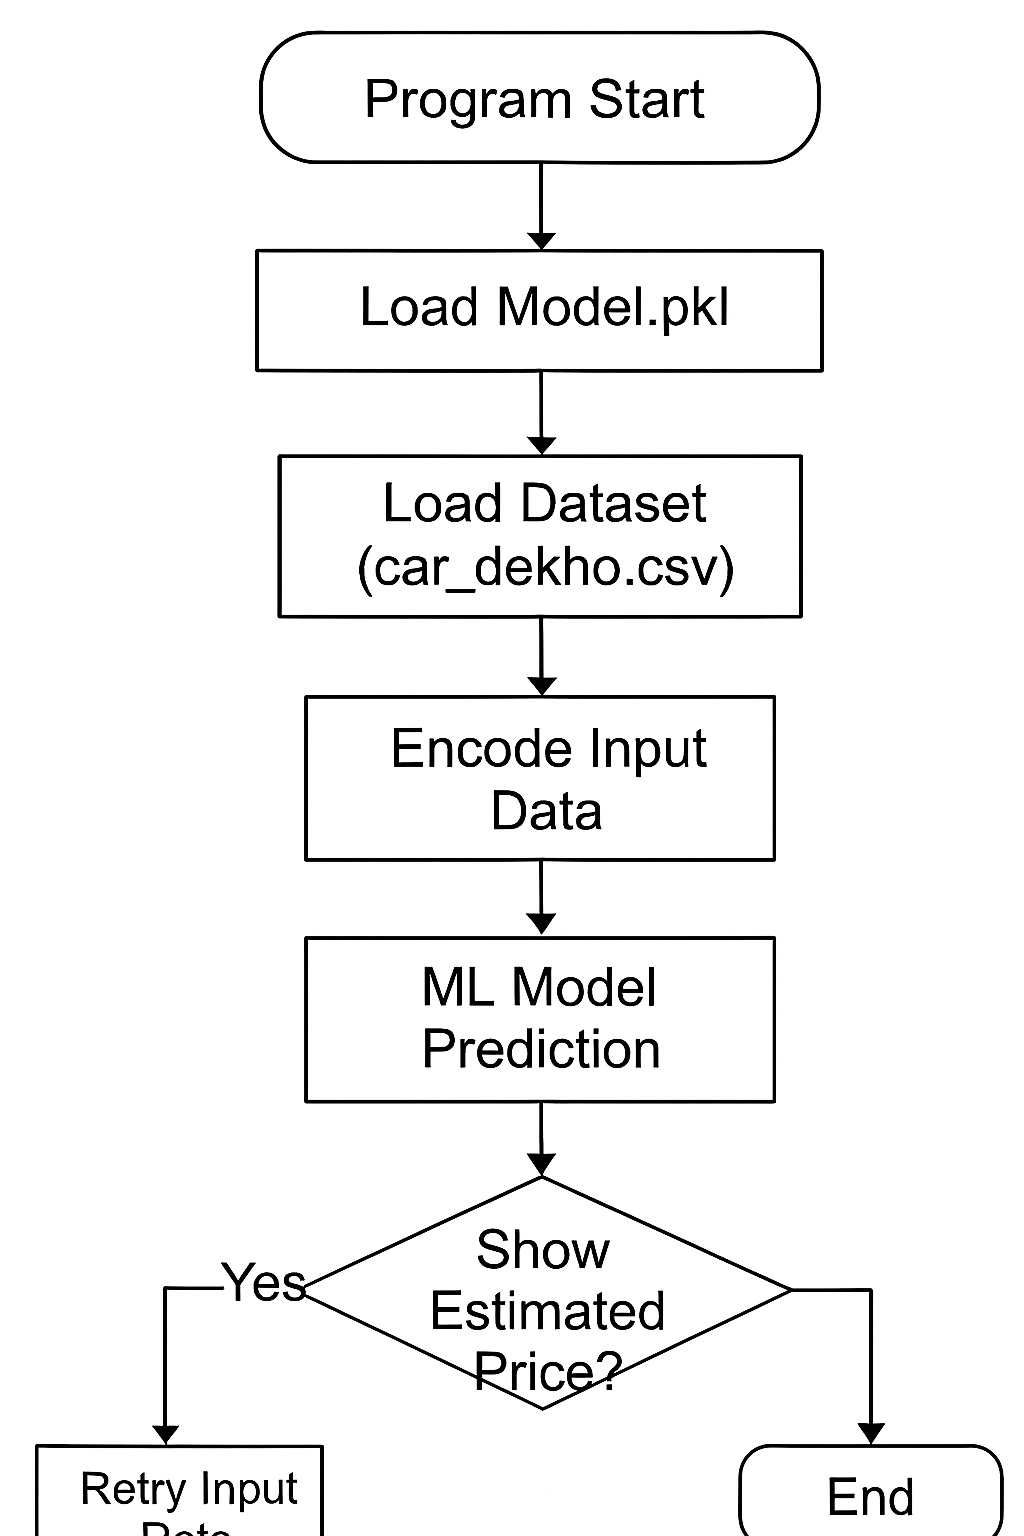 Program Start
Load Model.pkl
Load Dataset
(car_dekho.csv)
Encode Input
Data
ML Model
Prediction
Show
Estimated
Price?
Yes
Retry Input
End